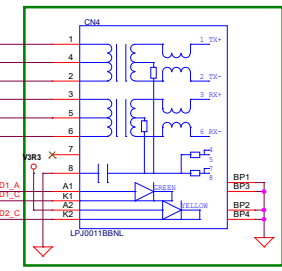 CN4
1 1 TX+
4
2 2 TX-
3 3 RX+
5
6 6 RX-
7 4
V3R3 5
8 7
8
D1_A A1 GREEN BP1
D1_C K1 BP3
A2 YELLOW BP2
D2_C K2 BP4
LPJ0011BBNL